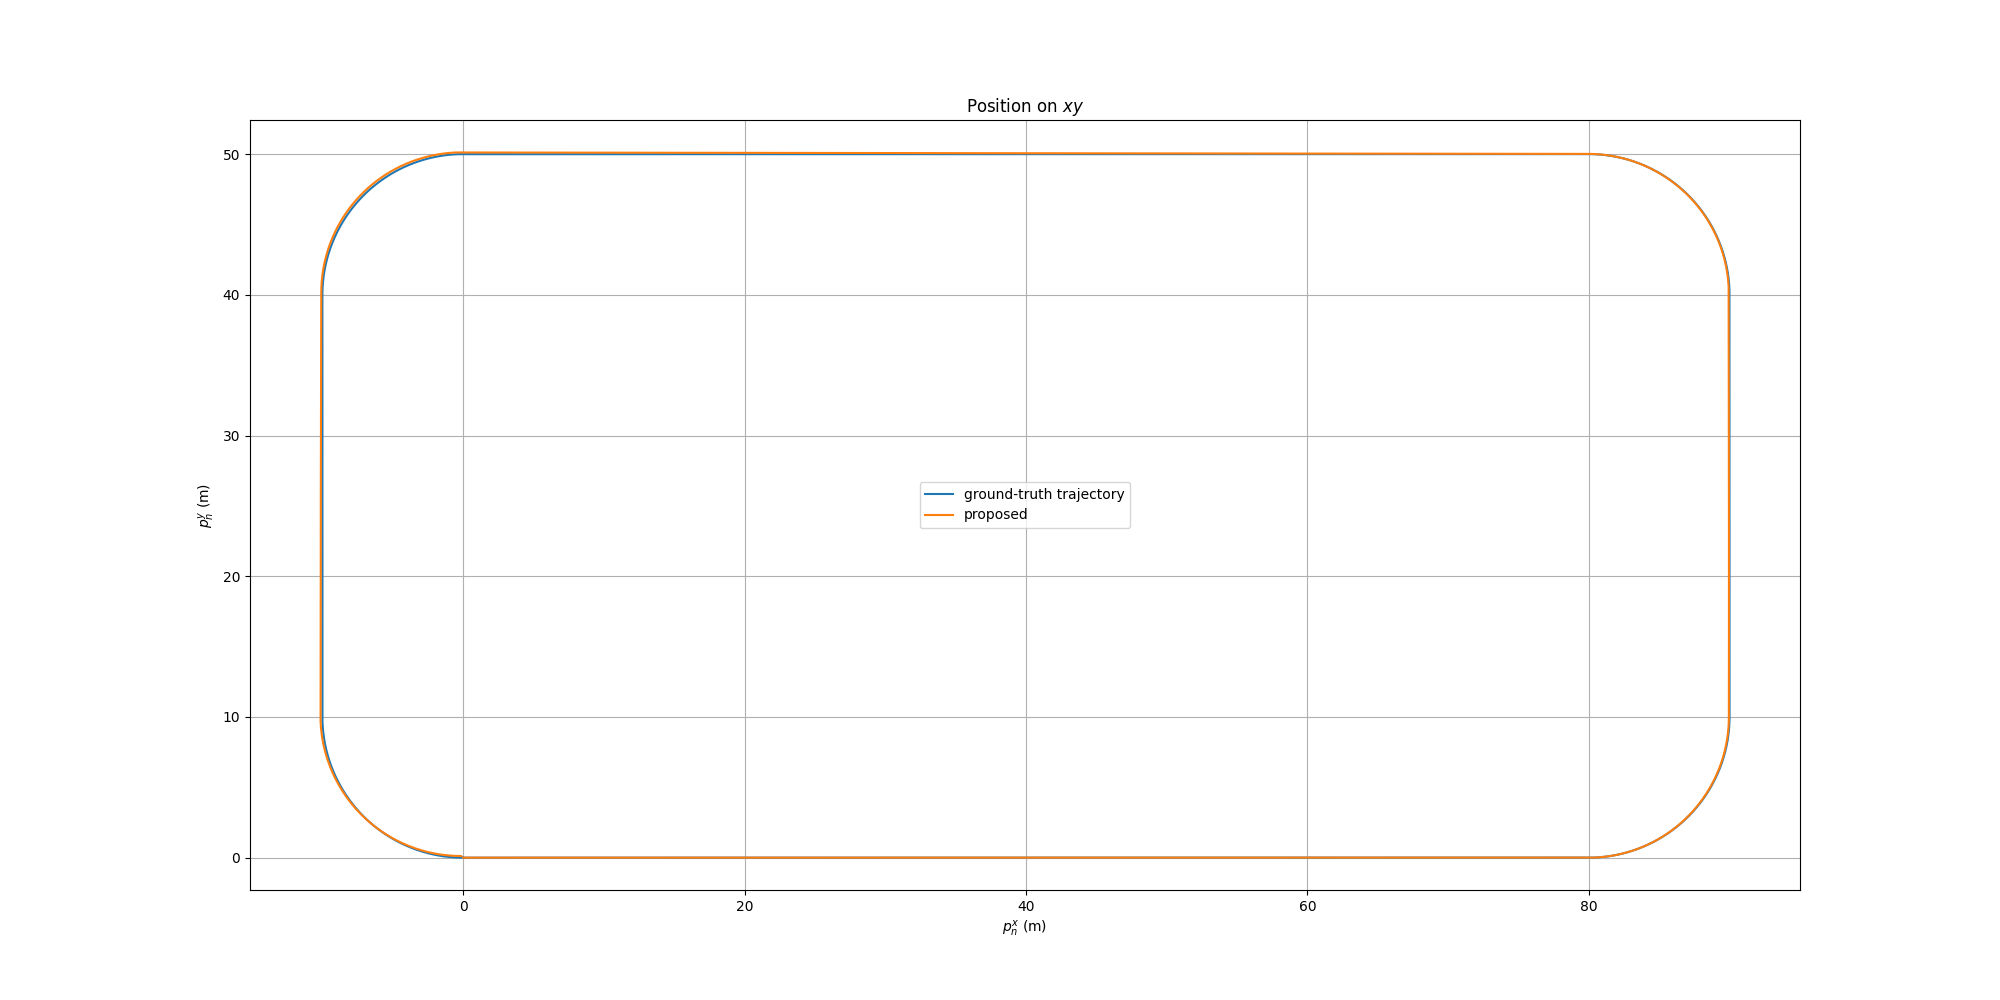 Position on xy
50
40
30
20
10
0
p_n^y (m)
ground-truth trajectory
proposed
0 20 40 60 80
p_n^x (m)